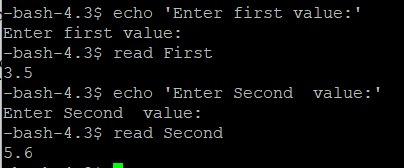 -bash-4.3$ echo 'Enter first value:'
Enter first value:
-bash-4.3$ read First
3.5
-bash-4.3$ echo 'Enter Second  value:'
Enter Second  value:
-bash-4.3$ read Second
5.6